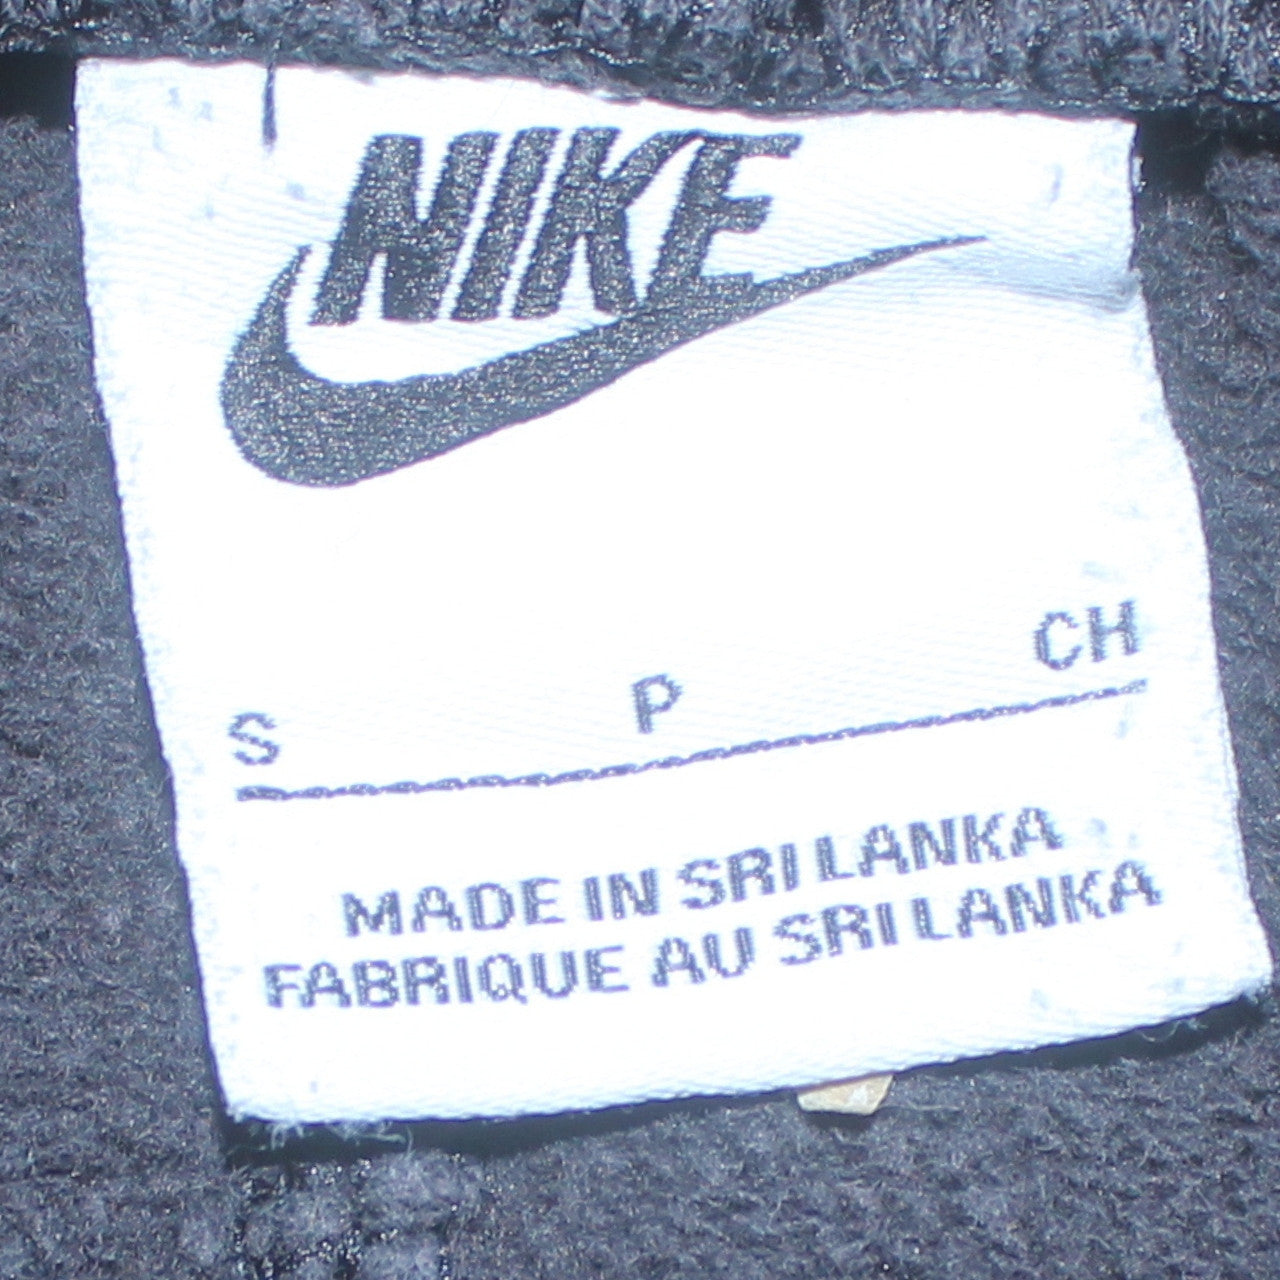 NIKE
S P CH
MADE IN SRI LANKA
FABRIQUE AU SRI LANKA